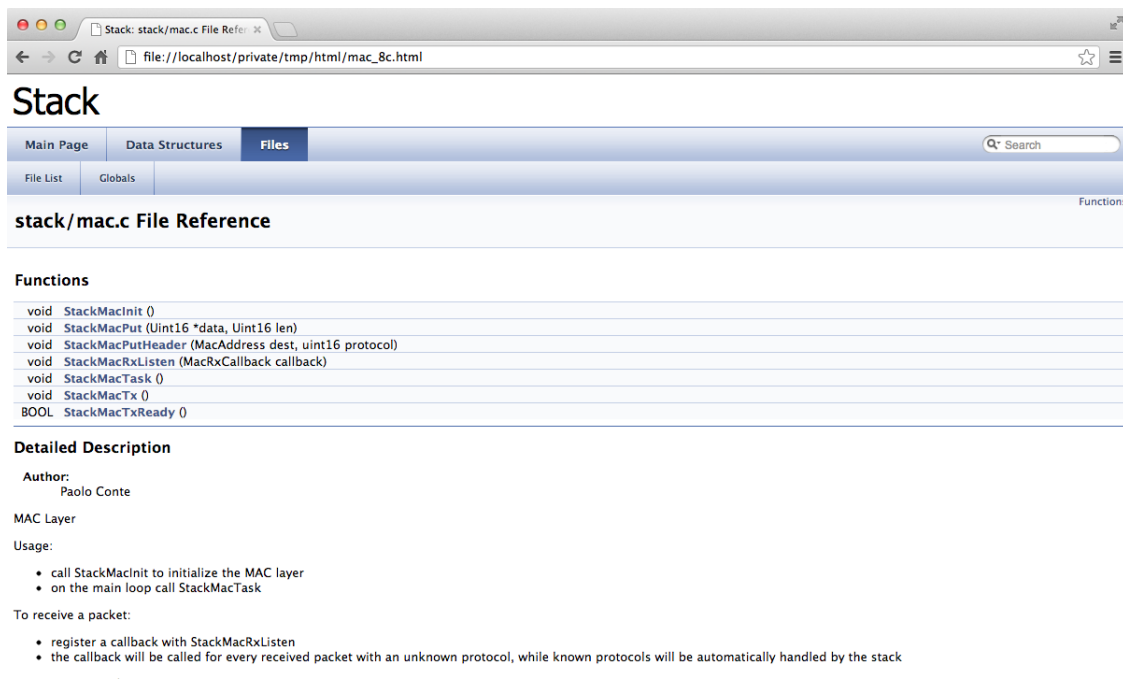 Stack: stack/mac.c File Refer
file://localhost/private/tmp/html/mac_8c.html
Stack
Main Page Data Structures Files Search
File List Globals
Functions
stack/mac.c File Reference
Functions
void StackMacInit ()
void StackMacPut (Uint16 *data, Uint16 len)
void StackMacPutHeader (MacAddress dest, uint16 protocol)
void StackMacRxListen (MacRxCallback callback)
void StackMacTask ()
void StackMacTx ()
BOOL StackMacTxReady ()
Detailed Description
Author:
Paolo Conte
MAC Layer
Usage:
• call StackMacInit to initialize the MAC layer
• on the main loop call StackMacTask
To receive a packet:
• register a callback with StackMacRxListen
• the callback will be called for every received packet with an unknown protocol, while known protocols will be automatically handled by the stack